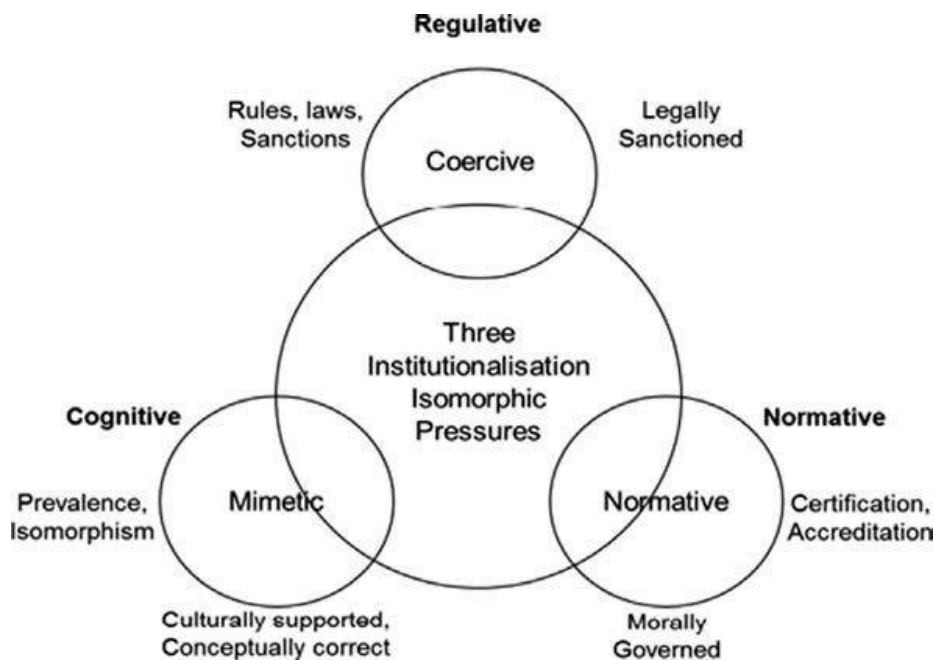 Regulative
Rules, laws,
Sanctions
Legally
Sanctioned
Coercive
Three
Institutionalisation
Isomorphic
Pressures
Cognitive
Normative
Prevalence,
Isomorphism
Mimetic
Normative
Certification,
Accreditation
Culturally supported,
Conceptually correct
Morally
Governed